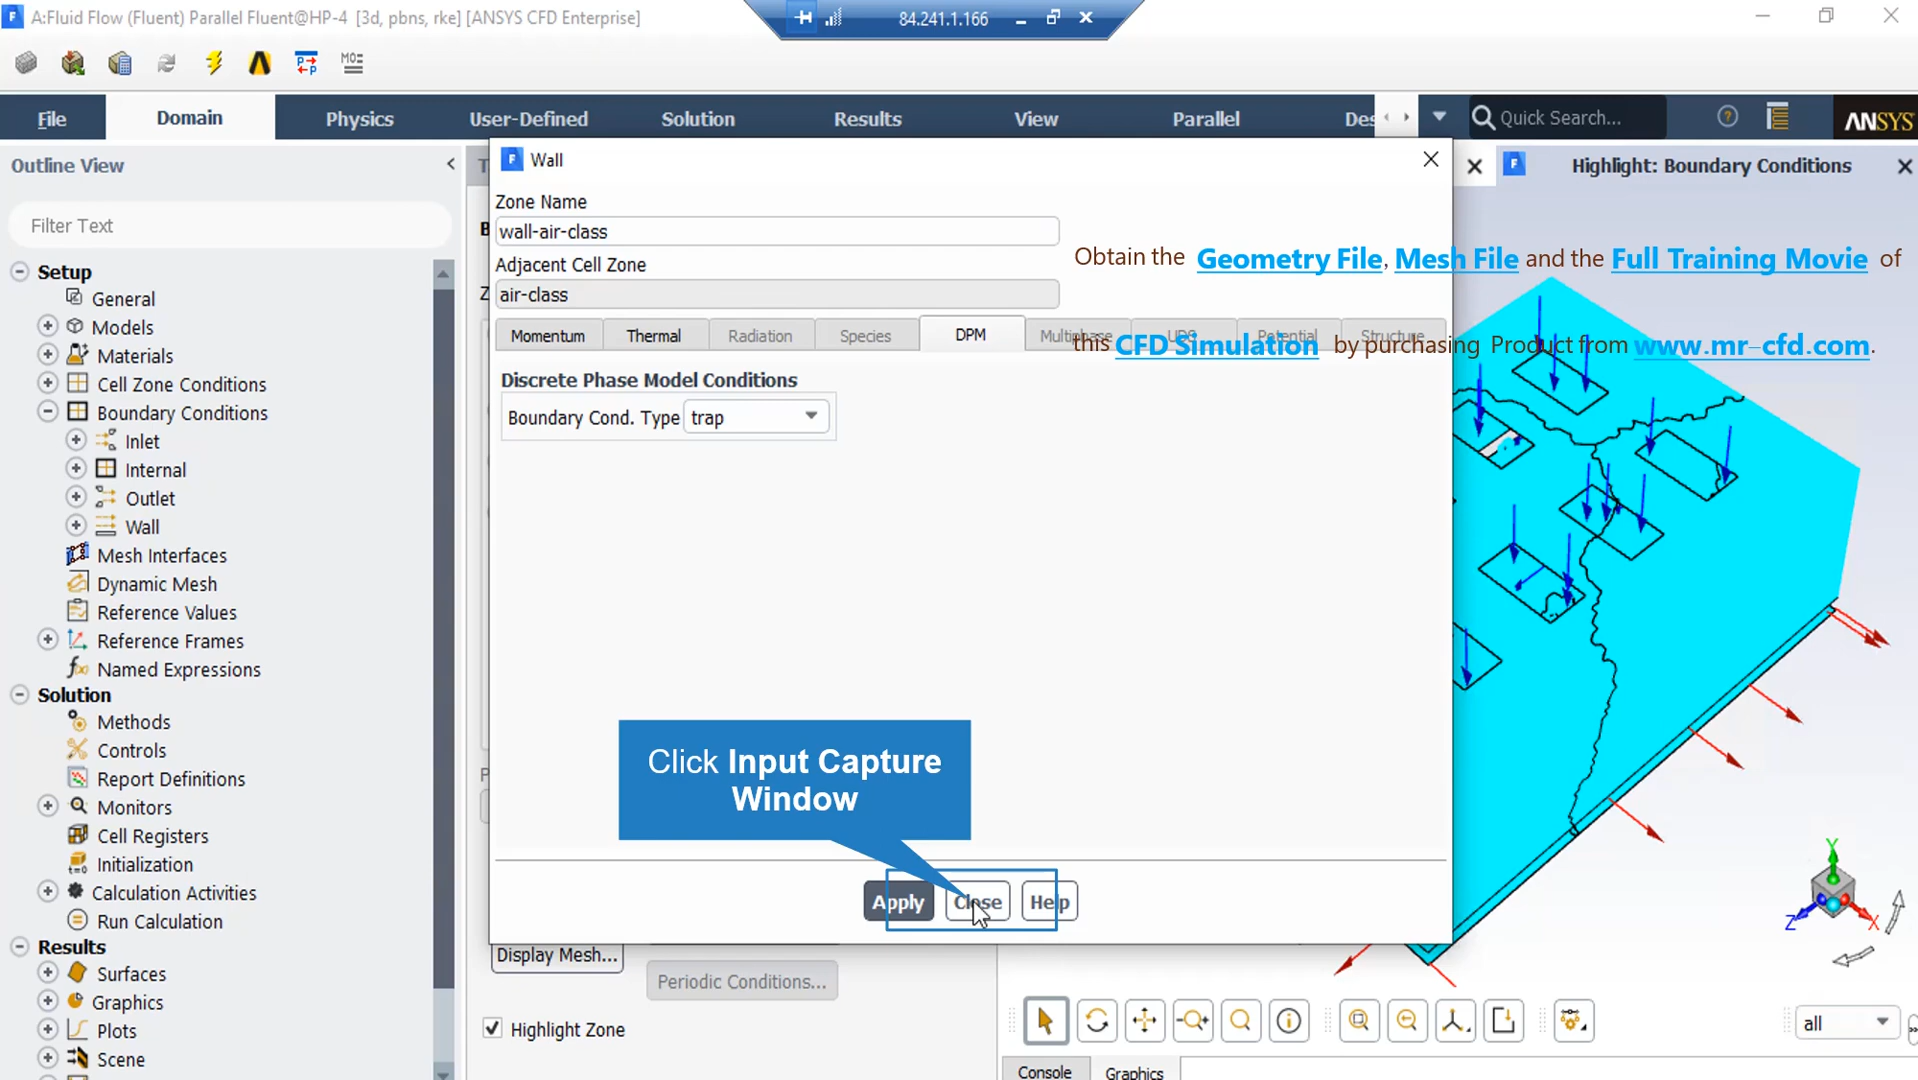 A:Fluid Flow (Fluent) Parallel Fluent@HP-4 [3d, pbns, rke] [ANSYS CFD Enterprise]
84.241.1.166
File Domain Physics User-Defined Solution Results View Parallel Des
Quick Search...
ANSYS
Outline View
Filter Text
Setup
General
Models
Materials
Cell Zone Conditions
Boundary Conditions
Inlet
Internal
Outlet
Wall
Mesh Interfaces
Dynamic Mesh
Reference Values
Reference Frames
Named Expressions
Solution
Methods
Controls
Report Definitions
Monitors
Cell Registers
Initialization
Calculation Activities
Run Calculation
Results
Surfaces
Graphics
Plots
Scene
Wall
Zone Name
wall-air-class
Adjacent Cell Zone
air-class
Momentum Thermal Radiation Species DPM Multiphase UDS Potential Structure
Discrete Phase Model Conditions
Boundary Cond. Type trap
Click Input Capture
Window
Apply Close Help
Display Mesh...
Periodic Conditions...
Highlight Zone
Highlight: Boundary Conditions
Obtain the Geometry File, Mesh File and the Full Training Movie of
this CFD Simulation by purchasing Product from www.mr-cfd.com.
Y
Z
X
all
Console Graphics